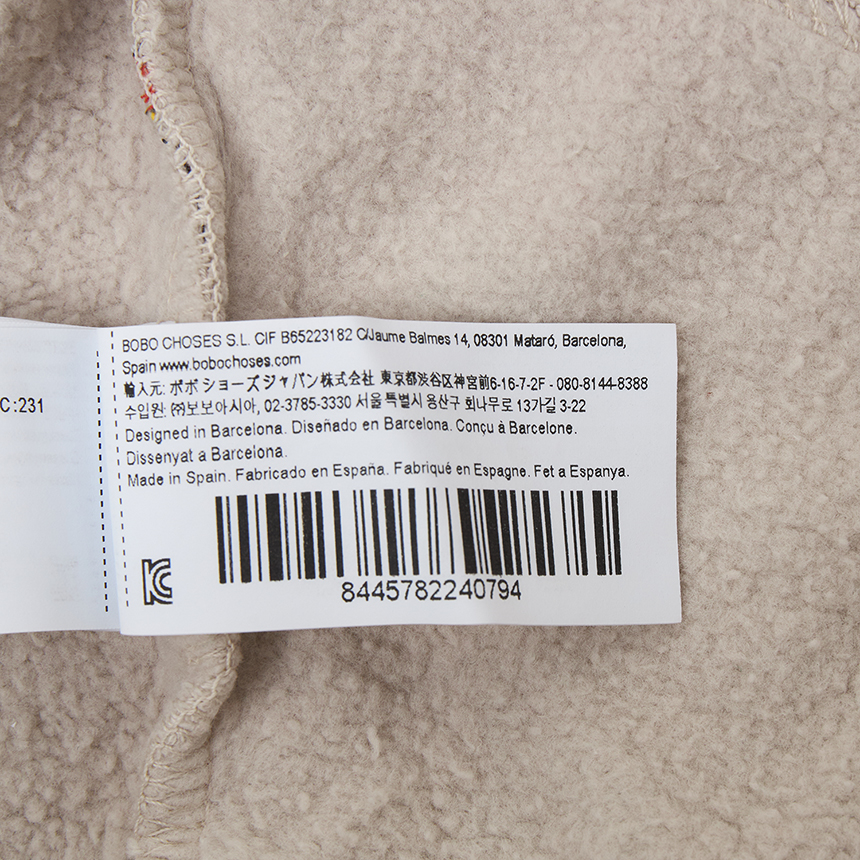 C:231
BOBO CHOSES S.L. CIF B65223182 C/Jaume Balmes 14, 08301 Mataró, Barcelona,
Spain www.bobochoses.com
輸入元: ボボショーズジャパン株式会社 東京都渋谷区神宮前6-16-7-2F - 080-8144-8388
수입원: ㈜보보아시아, 02-3785-3330 서울특별시 용산구 회나무로 13가길 3-22
Designed in Barcelona. Diseñado en Barcelona. Conçu à Barcelone.
Dissenyat a Barcelona.
Made in Spain. Fabricado en España. Fabriqué en Espagne. Fet a Espanya.
8445782240794